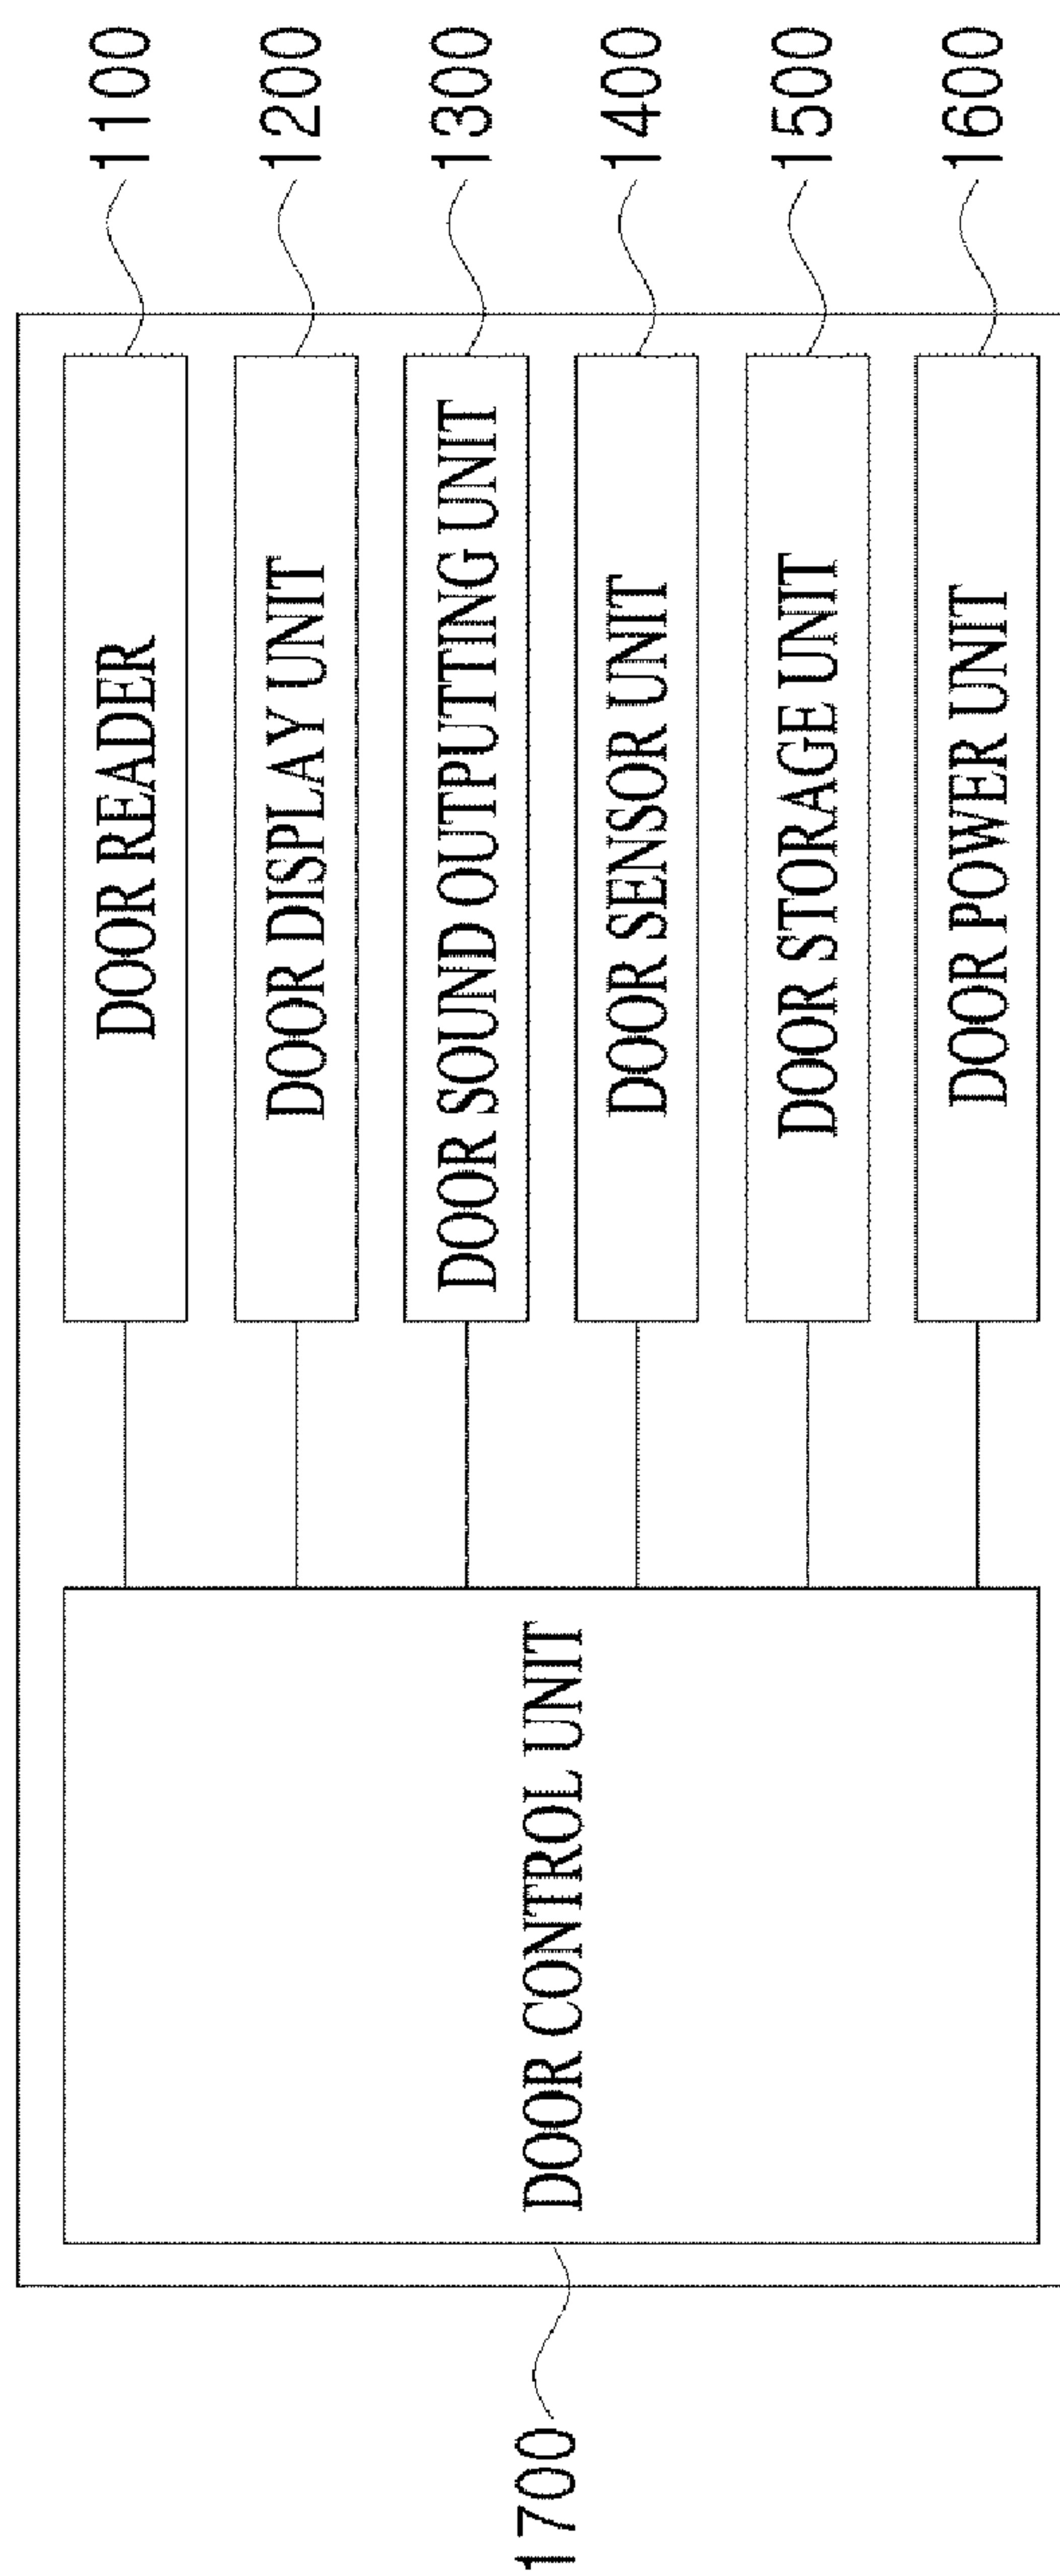 DOOR READER
1100
DOOR DISPLAY UNIT
1200
DOOR SOUND OUTPUTTING UNIT
1300
DOOR CONTROL UNIT
1700
DOOR SENSOR UNIT
1400
DOOR STORAGE UNIT
1500
DOOR POWER UNIT
1600